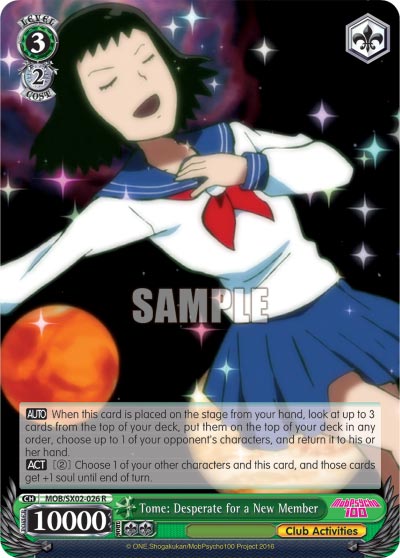 LEVEL
3
2
COST
SAMPLE
AUTO When this card is placed on the stage from your hand, look at up to 3
cards from the top of your deck, put them on the top of your deck in any
order, choose up to 1 of your opponent's characters, and return it to his or
her hand.
ACT [②] Choose 1 of your other characters and this card, and those cards
get +1 soul until end of turn.
CH MOB/SX02-026 R
Tome: Desperate for a New Member
MobPsycho
100
POWER 10000
SOUL
Club Activities
© ONE, Shogakukan/MobPsycho100 Project 2016